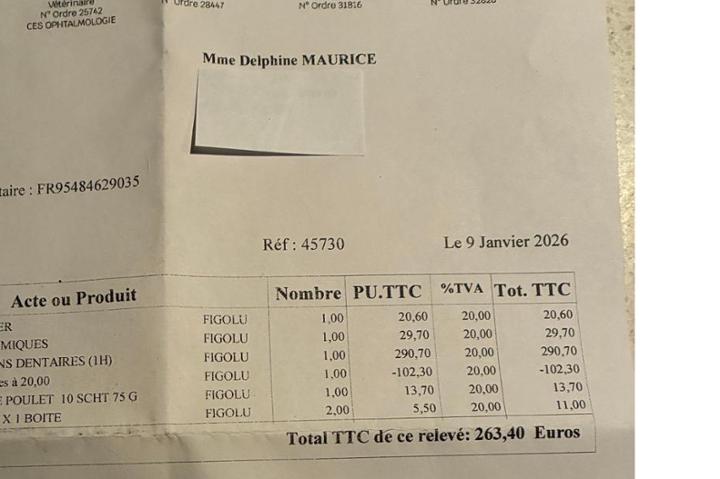 Vétérinaire
N° Ordre 25742
CES OPHTALMOLOGIE
N° Ordre 28447
N° Ordre 31816
N° Ordre 32820
Mme Delphine MAURICE
taire : FR95484629035
Réf : 45730
Le 9 Janvier 2026
Acte ou Produit Nombre PU.TTC %TVA Tot. TTC
ER FIGOLU 1,00 20,60 20,00 20,60
MIQUES FIGOLU 1,00 29,70 20,00 29,70
NS DENTAIRES (1H) FIGOLU 1,00 290,70 20,00 290,70
es à 20,00 FIGOLU 1,00 -102,30 20,00 -102,30
E POULET 10 SCHT 75 G FIGOLU 1,00 13,70 20,00 13,70
X 1 BOITE FIGOLU 2,00 5,50 20,00 11,00
Total TTC de ce relevé: 263,40 Euros